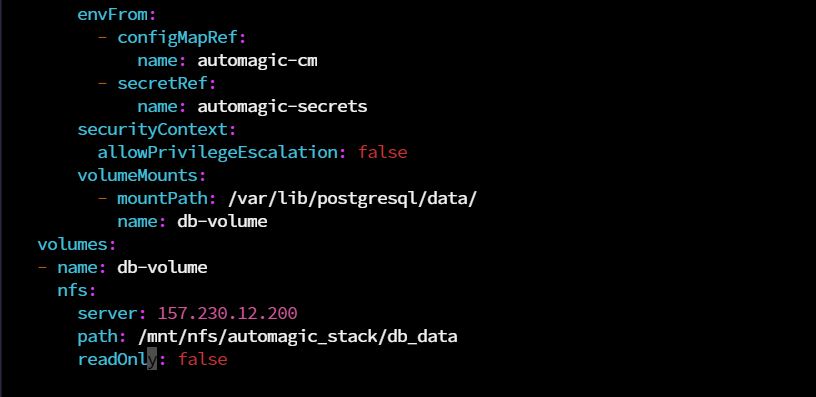 envFrom:
- configMapRef:
name: automagic-cm
- secretRef:
name: automagic-secrets
securityContext:
allowPrivilegeEscalation: false
volumeMounts:
- mountPath: /var/lib/postgresql/data/
name: db-volume
volumes:
- name: db-volume
nfs:
server: 157.230.12.200
path: /mnt/nfs/automagic_stack/db_data
readOnly: false